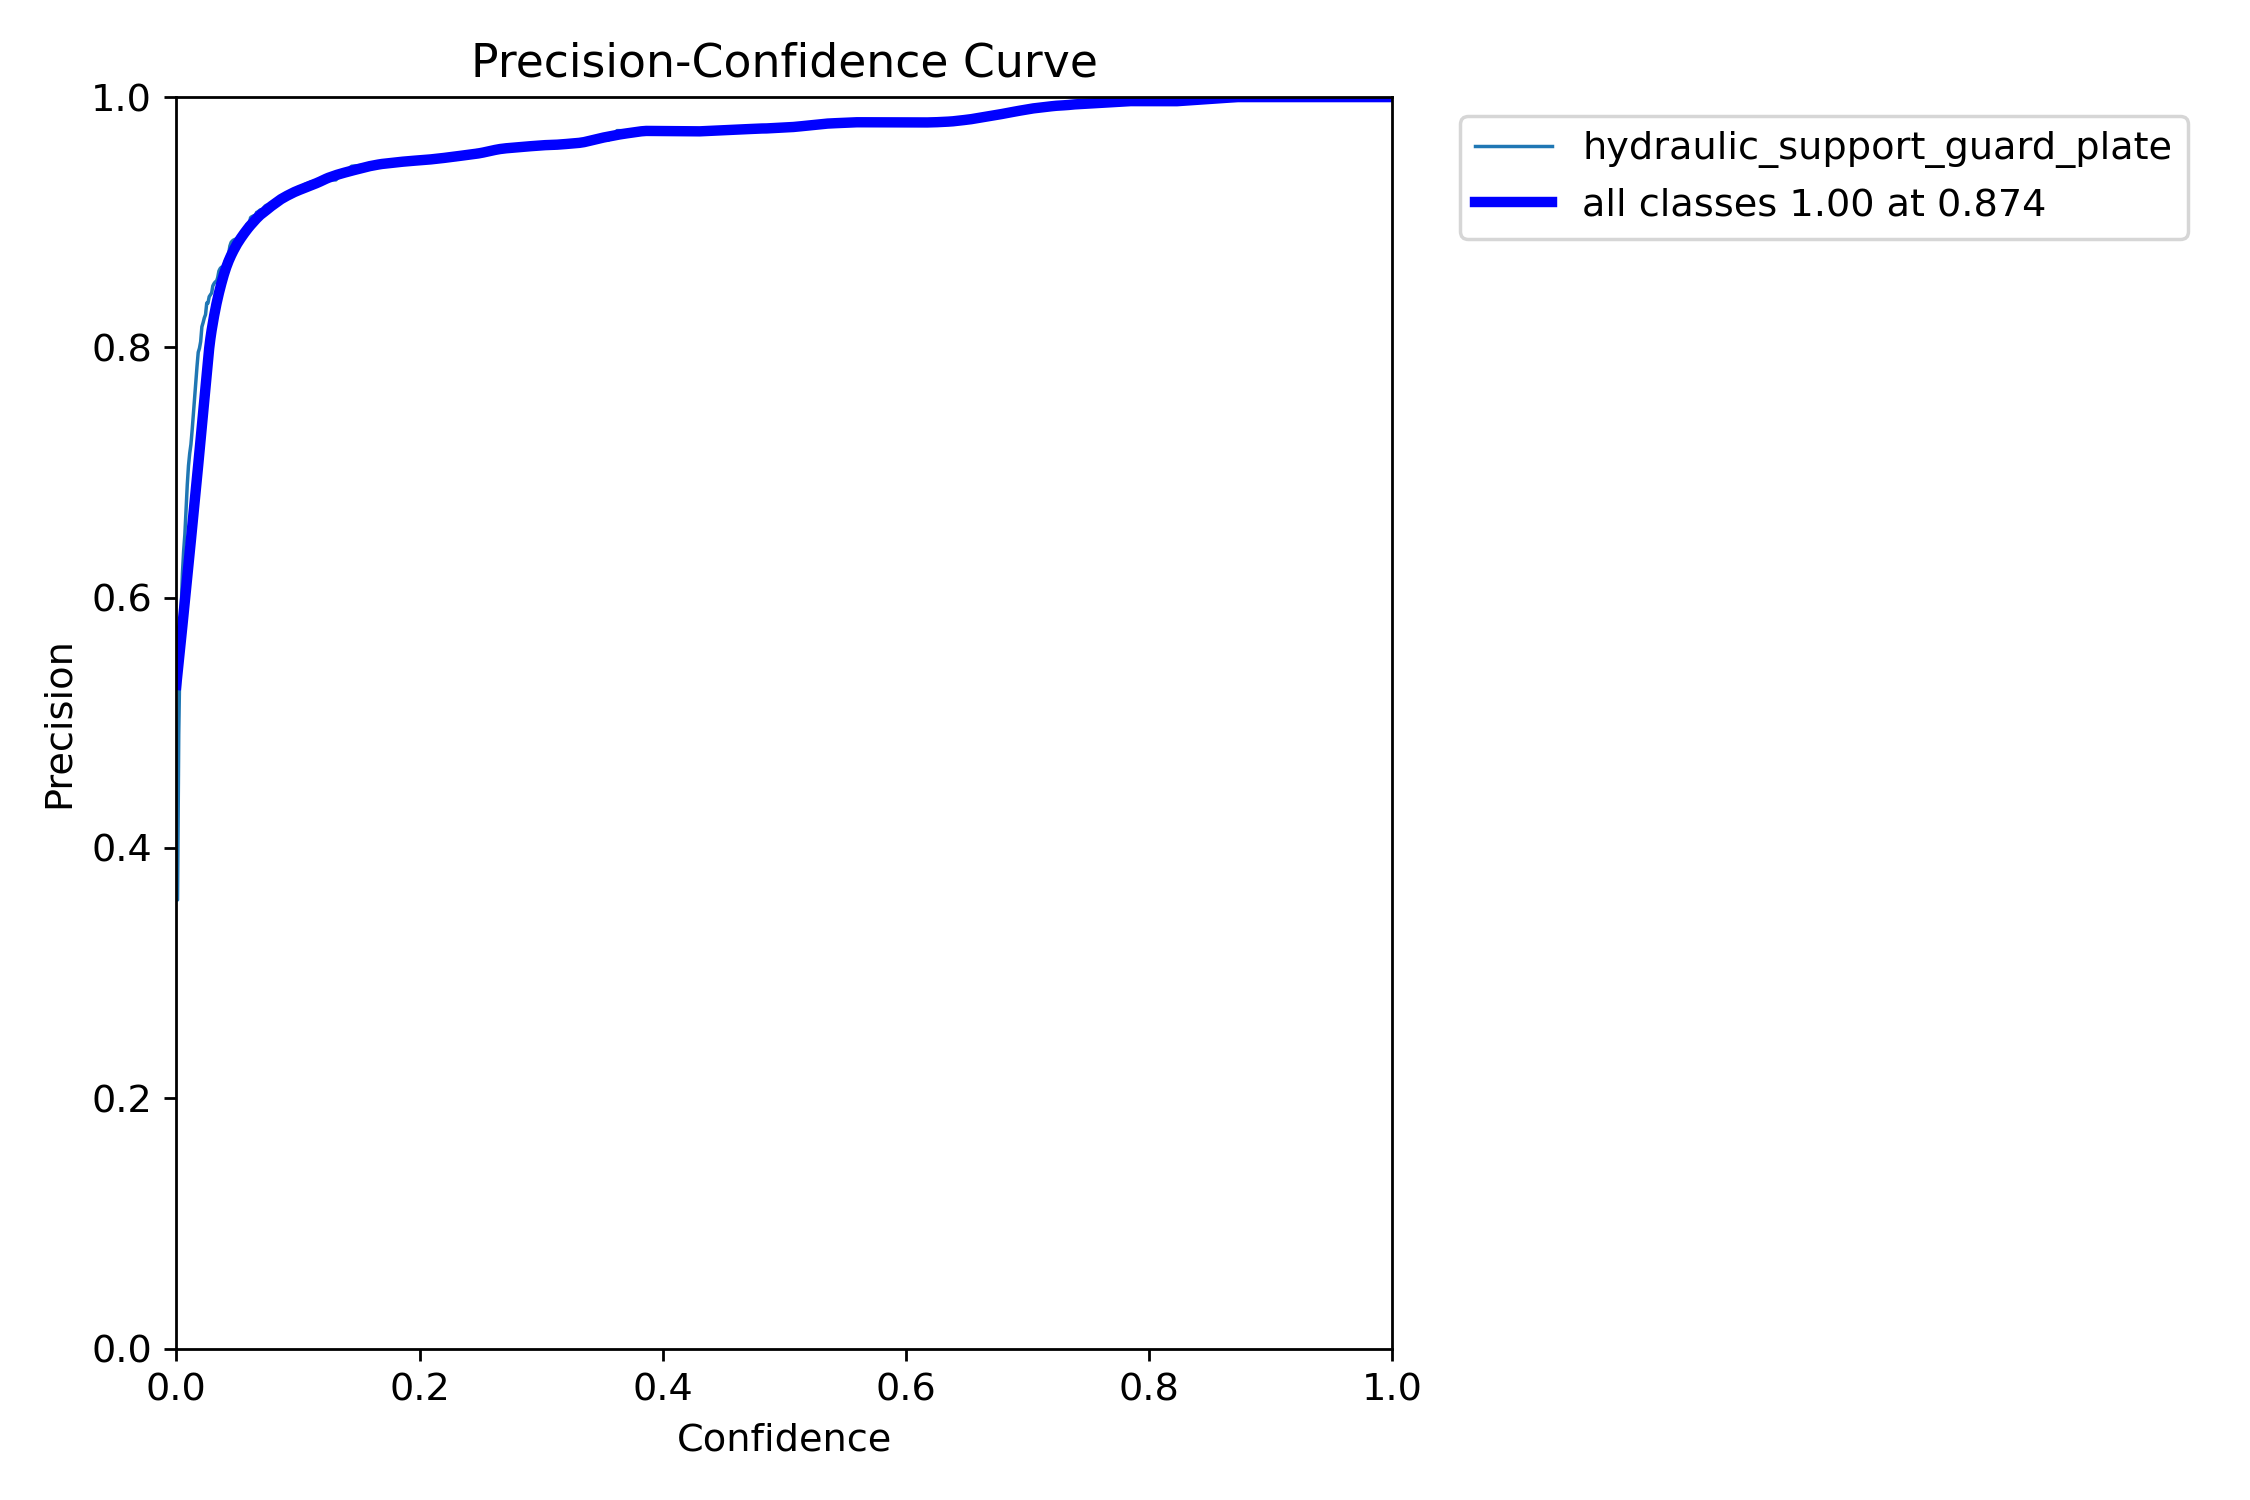 Precision-Confidence Curve
1.0
0.8
0.6
0.4
0.2
0.0
Precision
0.0 0.2 0.4 0.6 0.8 1.0
Confidence
hydraulic_support_guard_plate
all classes 1.00 at 0.874